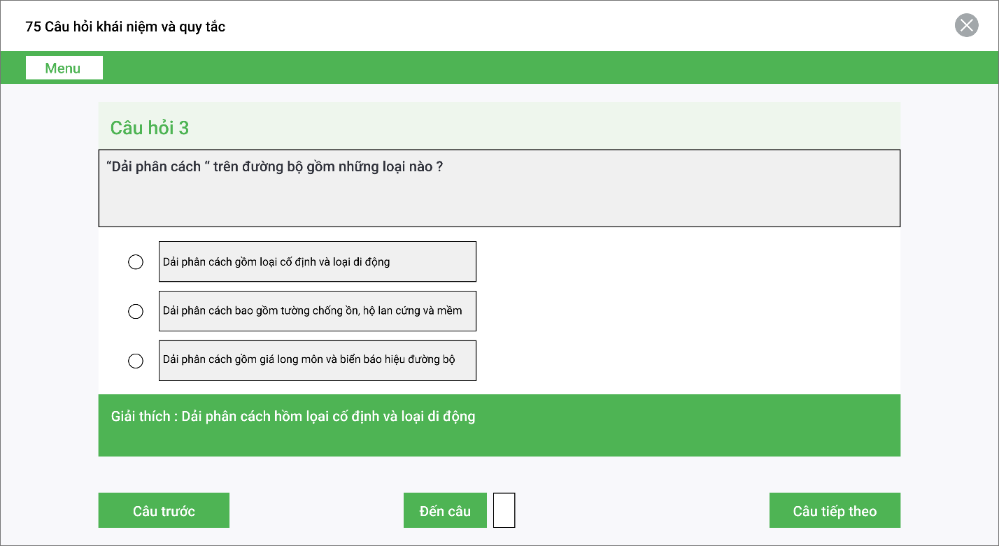 75 Câu hỏi khái niệm và quy tắc
Menu
Câu hỏi 3
“Dải phân cách “ trên đường bộ gồm những loại nào ?
Dải phân cách gồm loại cố định và loại di động
Dải phân cách bao gồm tường chống ồn, hộ lan cứng và mềm
Dải phân cách gồm giá long môn và biển báo hiệu đường bộ
Giải thích : Dải phân cách hồm lọai cố định và loại di động
Câu trước
Đến câu
Câu tiếp theo